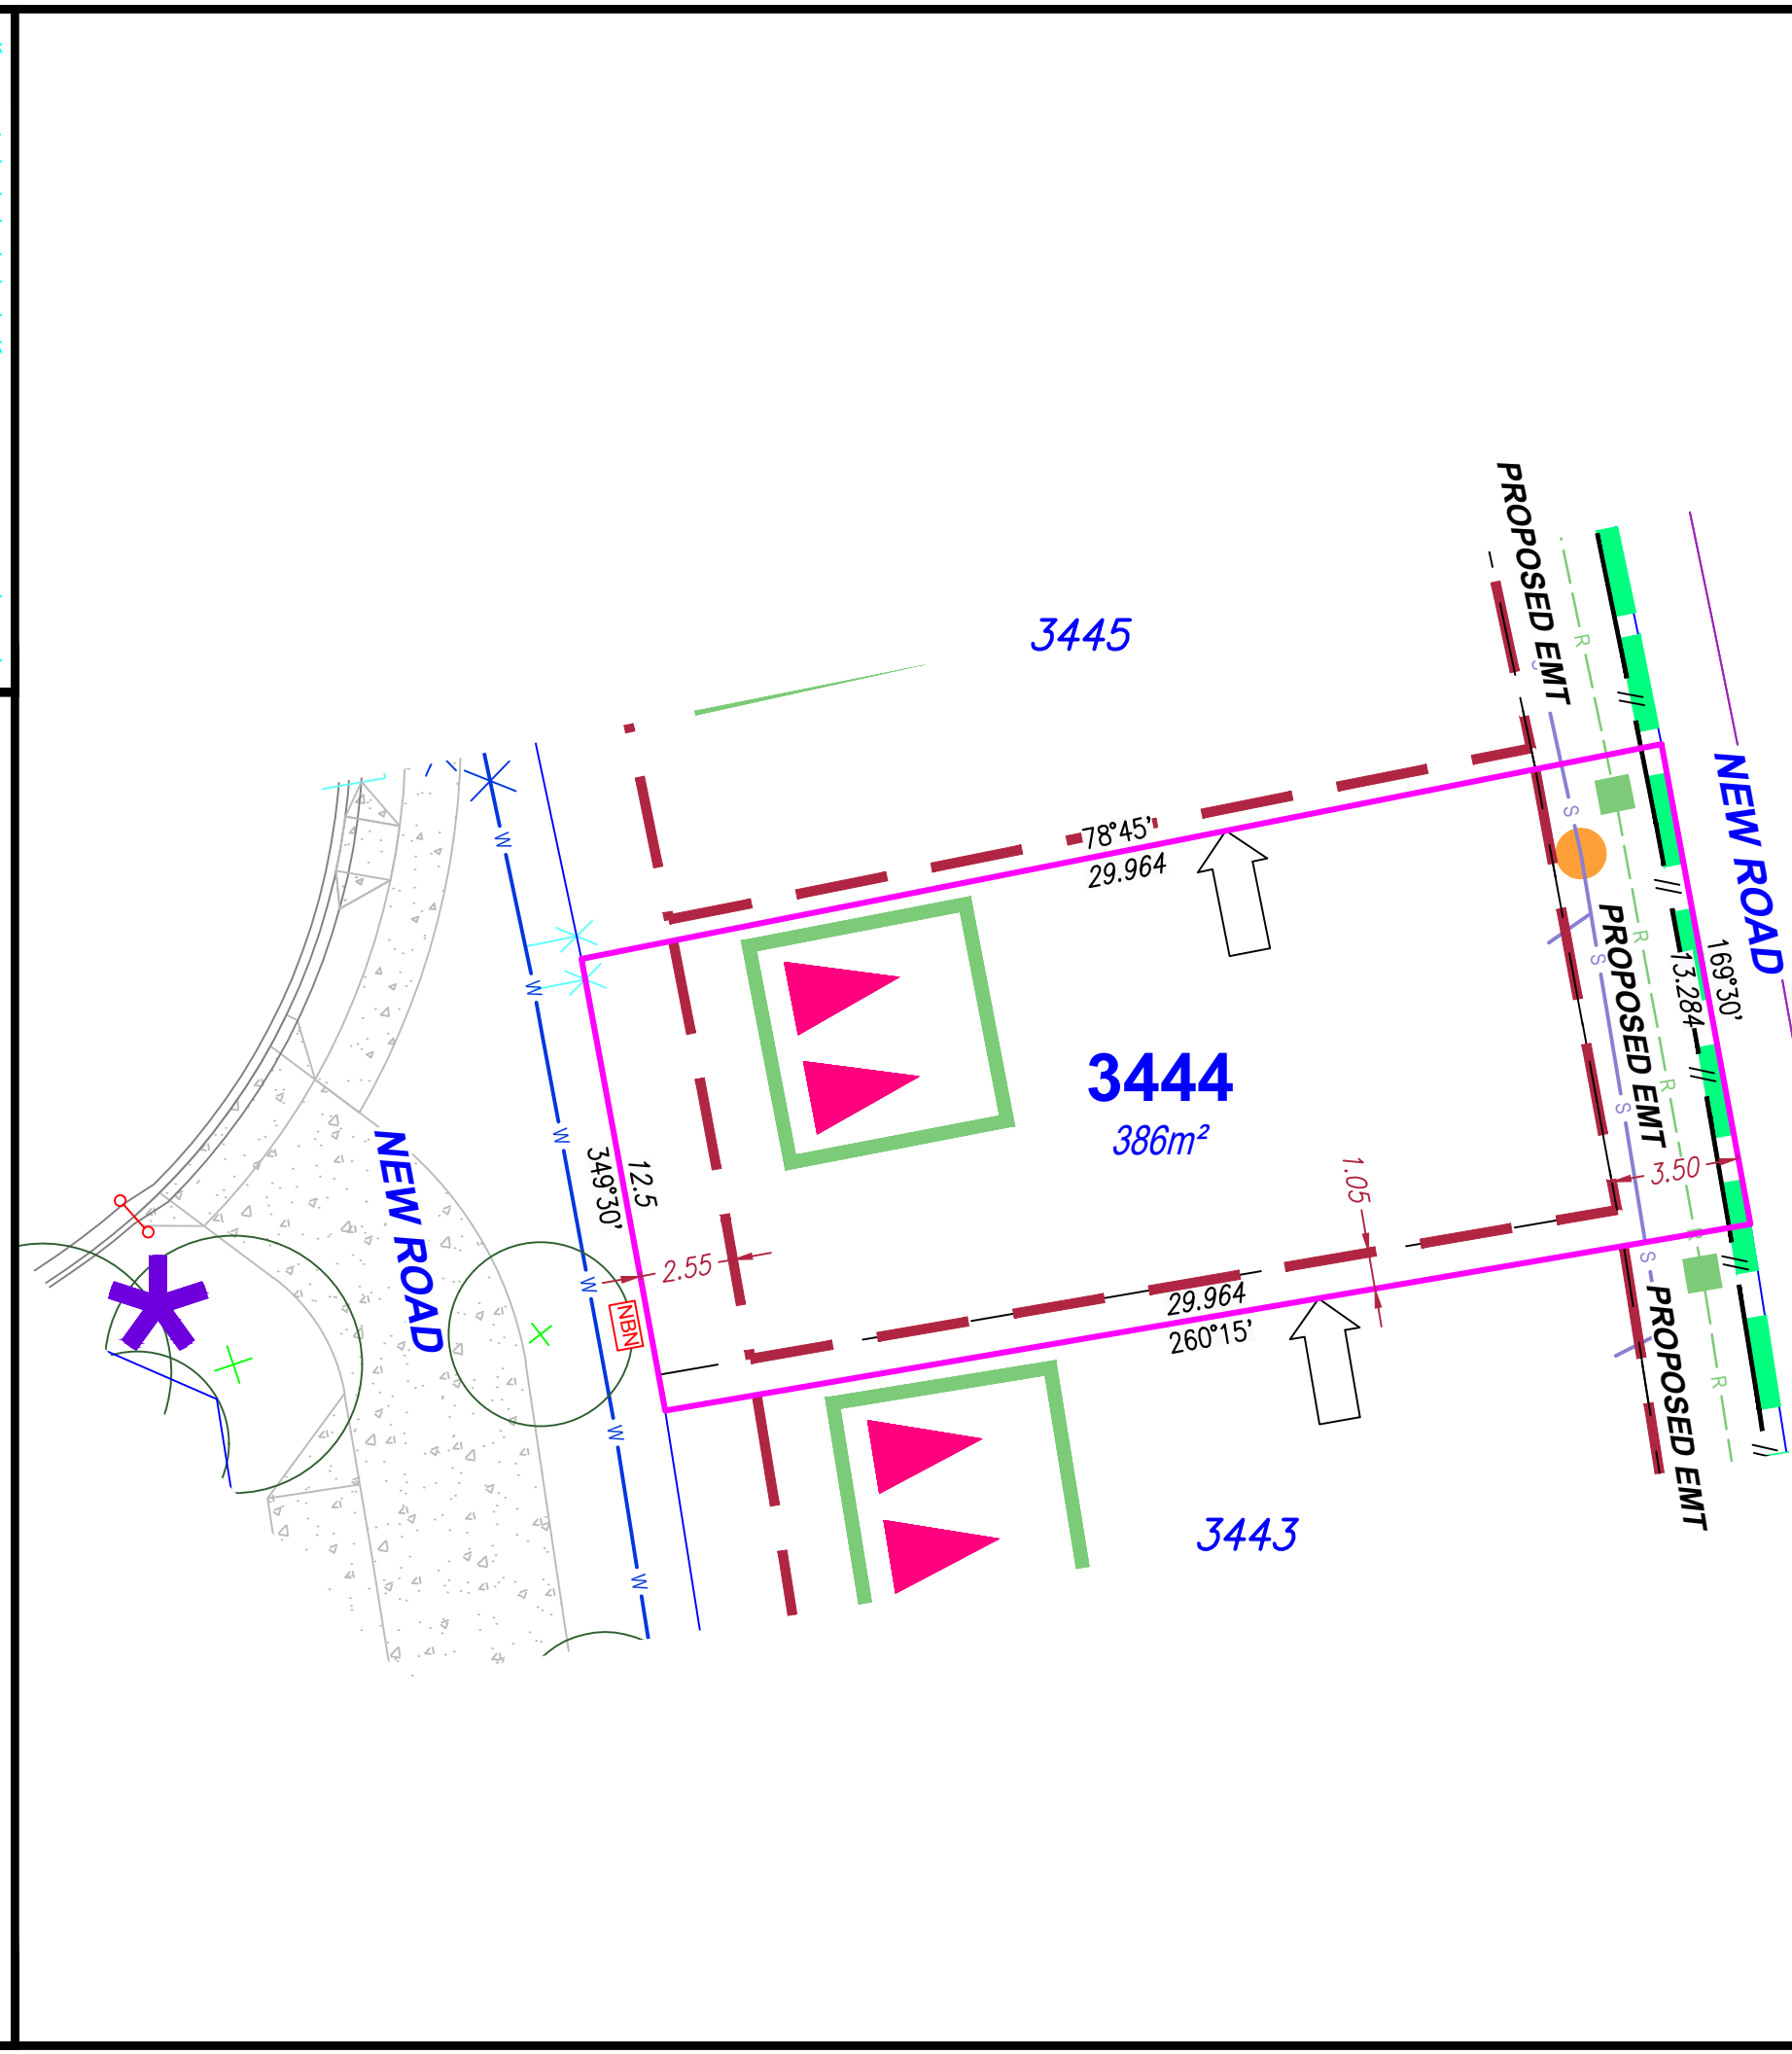 3445
PROPOSED EMT
R
S
NEW ROAD
78°45'
29.964
W
S
W
R
S
PROPOSED EMT
169°30'
13.284
3444
386m²
R
S
W
NEW ROAD
12.5
349°30'
1.05
3.50
R
S
2.55
W
NBN
29.964
260°15'
PROPOSED EMT
R
W
3443
W